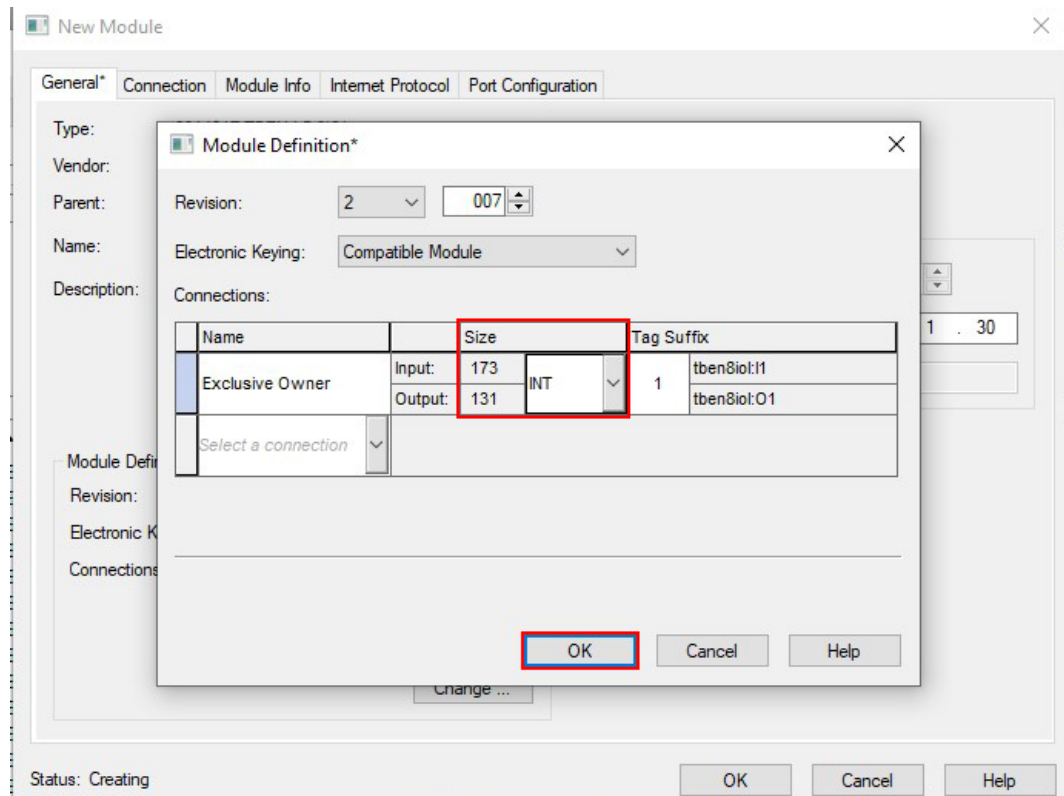 New Module
General* Connection Module Info Internet Protocol Port Configuration
Type:
Module Definition*
Vendor:
Parent:
Revision: 2 007
Name:
Electronic Keying: Compatible Module
Description:
Connections:
1 . 30
Name Size Tag Suffix
Exclusive Owner Input: 173 INT 1 tben8iol:I1
Output: 131 tben8iol:O1
Select a connection
Module Defi
Revision:
Electronic K
Connections
OK Cancel Help
Change ...
Status: Creating OK Cancel Help